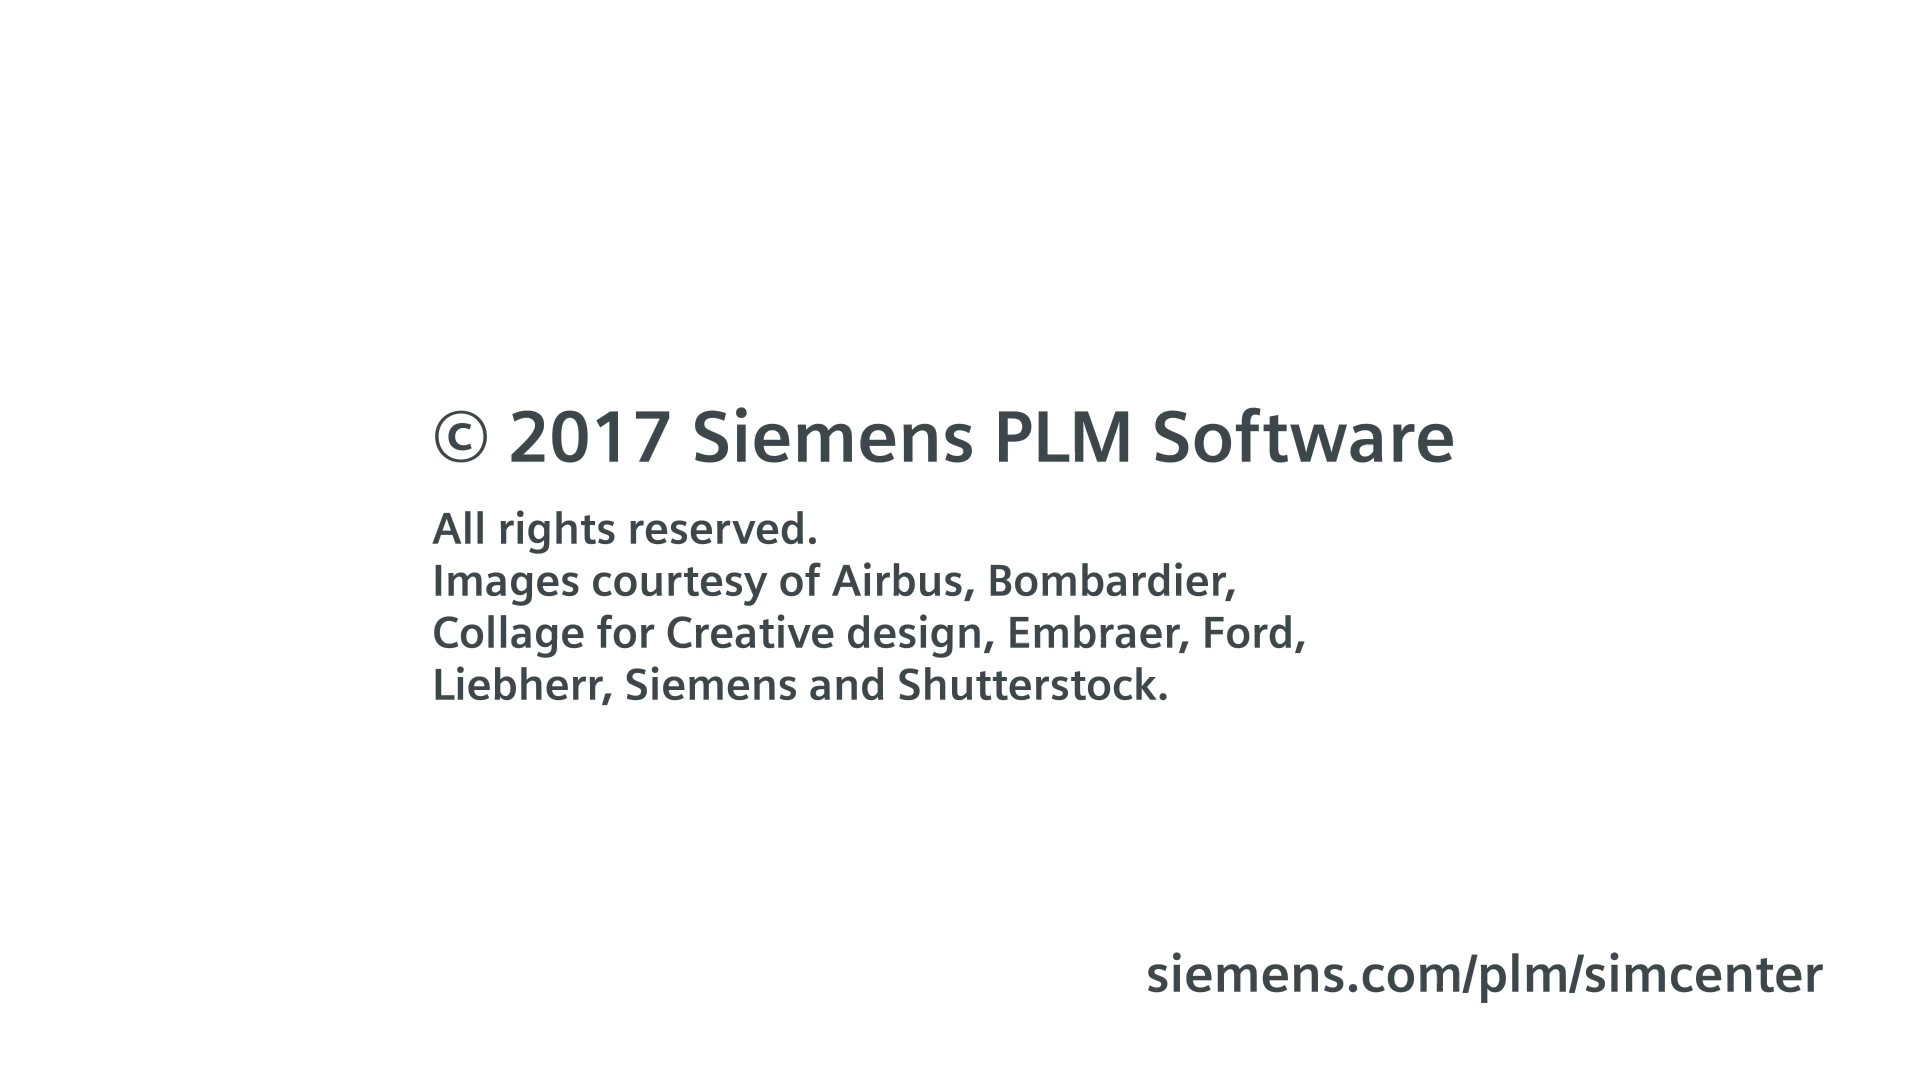 © 2017 Siemens PLM Software
All rights reserved.
Images courtesy of Airbus, Bombardier,
Collage for Creative design, Embraer, Ford,
Liebherr, Siemens and Shutterstock.
siemens.com/plm/simcenter